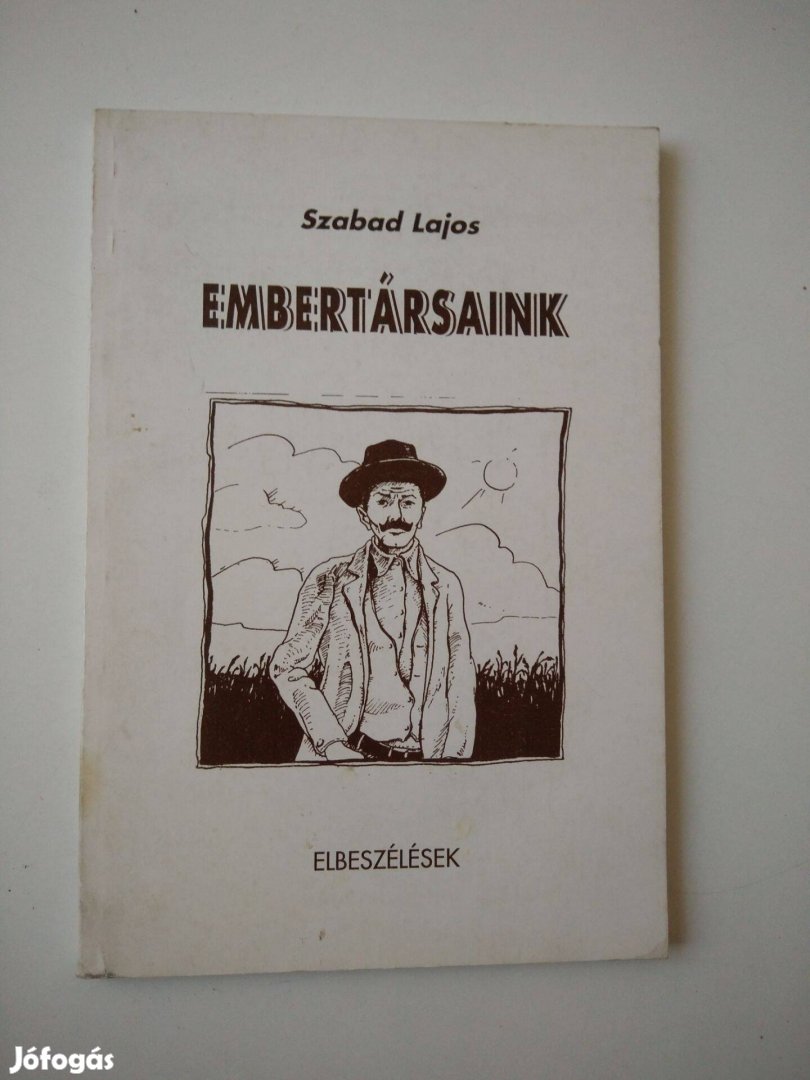 Szabad Lajos
EMBERTÁRSAINK
ELBESZÉLÉSEK
Jófogás